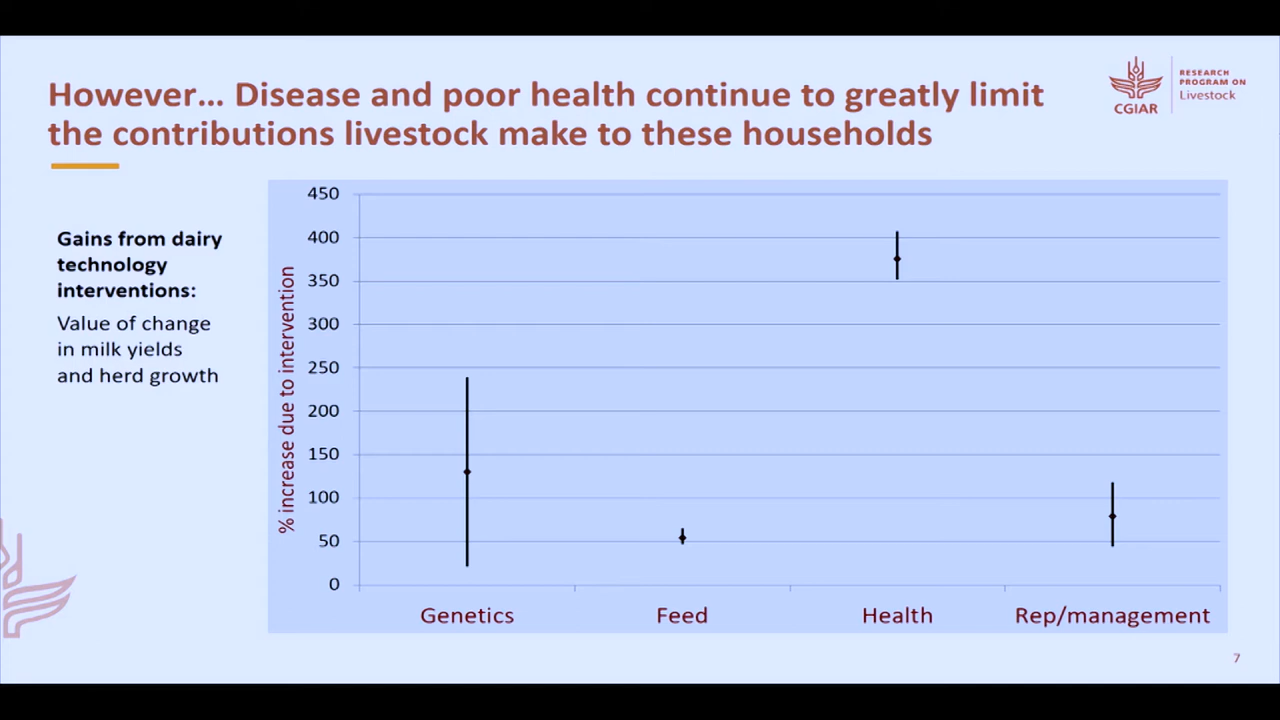 However... Disease and poor health continue to greatly limit
the contributions livestock make to these households
CGIAR
RESEARCH
PROGRAM ON
Livestock
Gains from dairy
technology
interventions:
Value of change
in milk yields
and herd growth
% increase due to intervention
450
400
350
300
250
200
150
100
50
0
Genetics
Feed
Health
Rep/management
7